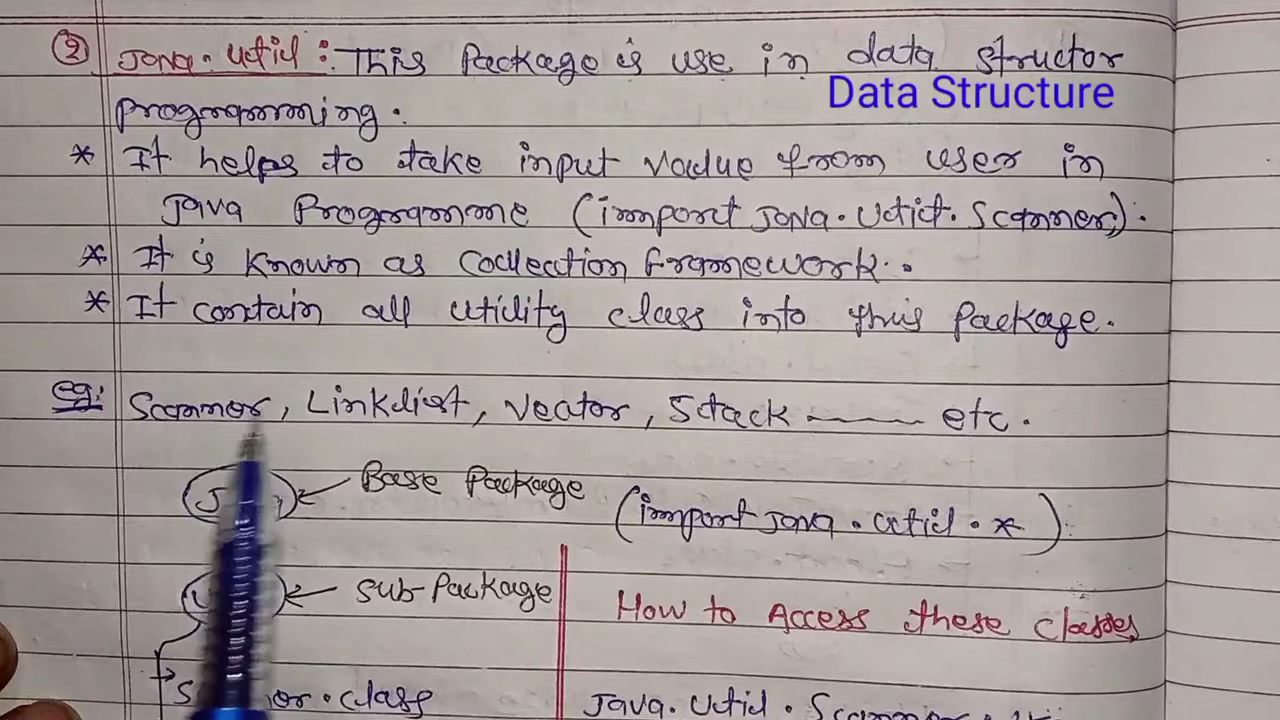 ② Java.util : This Package is use in data structor
Data Structure
programming.
* It helps to take input value from user in
Java Programme (import Java.util.Scanner;).
* It is known as Collection framework.
* It contain all utility class into this package.
eg: Scanner, Linklist, Vector, Stack —— etc.
Base Package
(import Java.util.*);
Sub-Package
How to Access these classes
.class
Java.util.Scanner